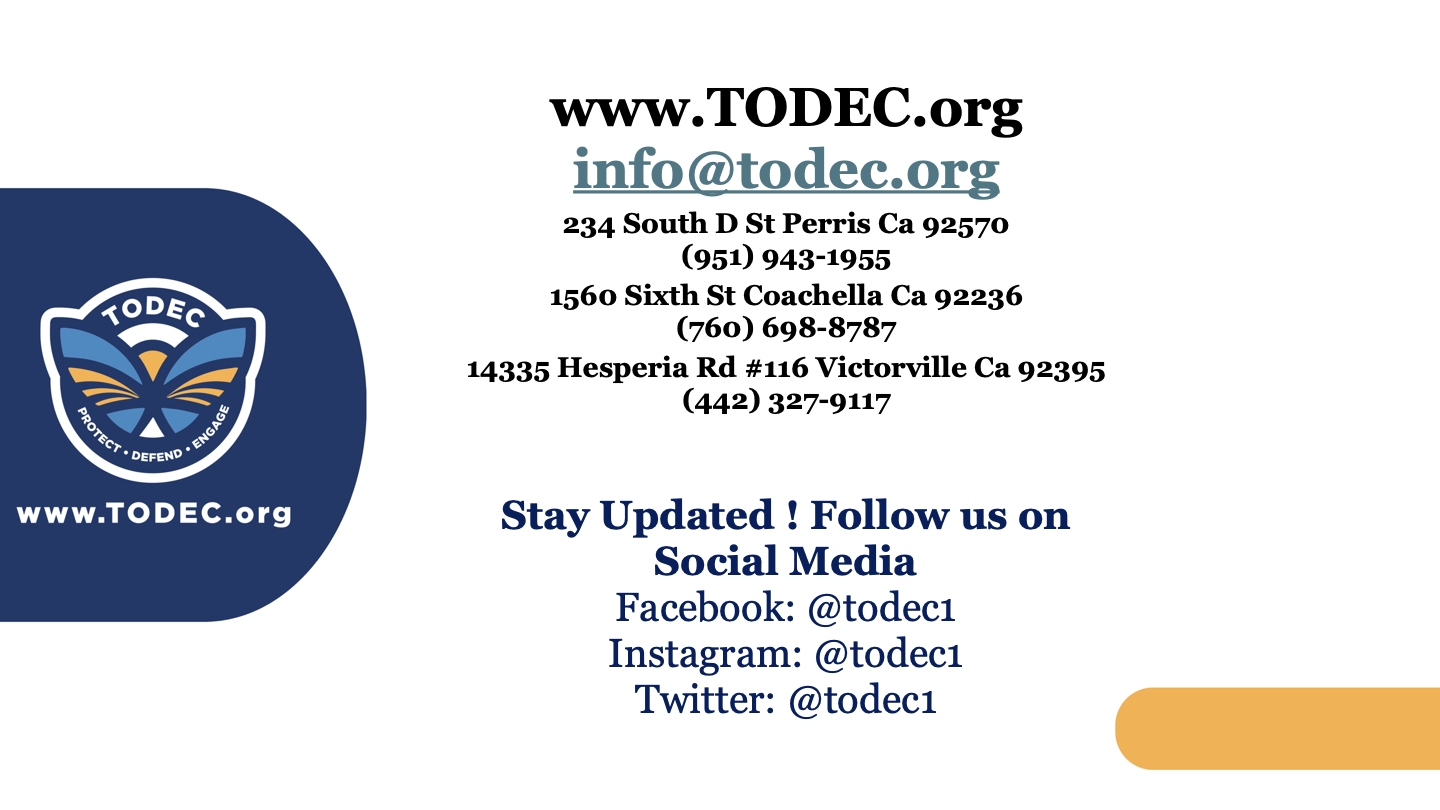 www.TODEC.org
info@todec.org
234 South D St Perris Ca 92570
(951) 943-1955
1560 Sixth St Coachella Ca 92236
(760) 698-8787
14335 Hesperia Rd #116 Victorville Ca 92395
(442) 327-9117
TODEC
PROTECT • DEFEND • ENGAGE
www.TODEC.org
Stay Updated ! Follow us on
Social Media
Facebook: @todec1
Instagram: @todec1
Twitter: @todec1